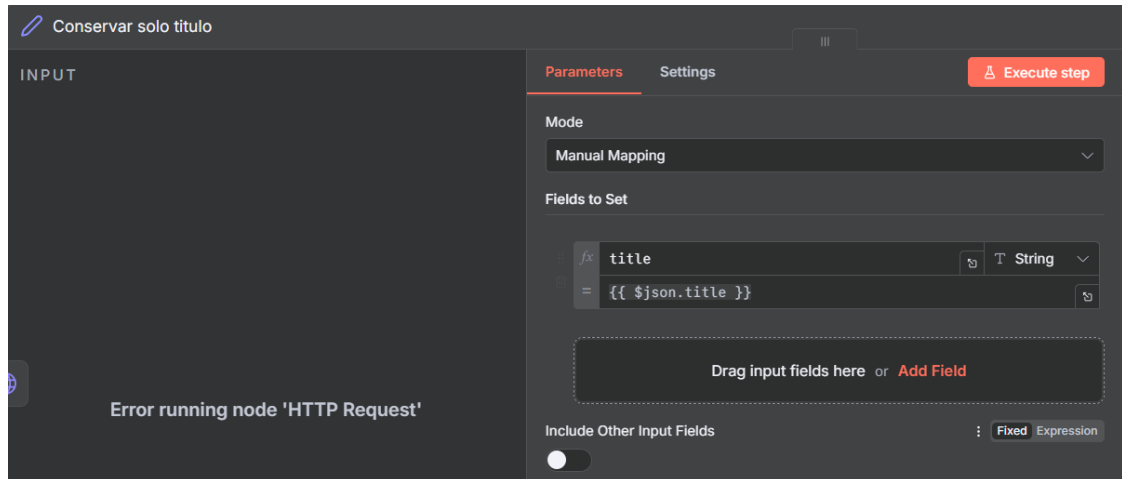 Conservar solo titulo
INPUT
Parameters Settings Execute step
Mode
Manual Mapping
Fields to Set
fx title T String
= {{ $json.title }}
Drag input fields here or Add Field
Error running node 'HTTP Request'
Include Other Input Fields Fixed Expression